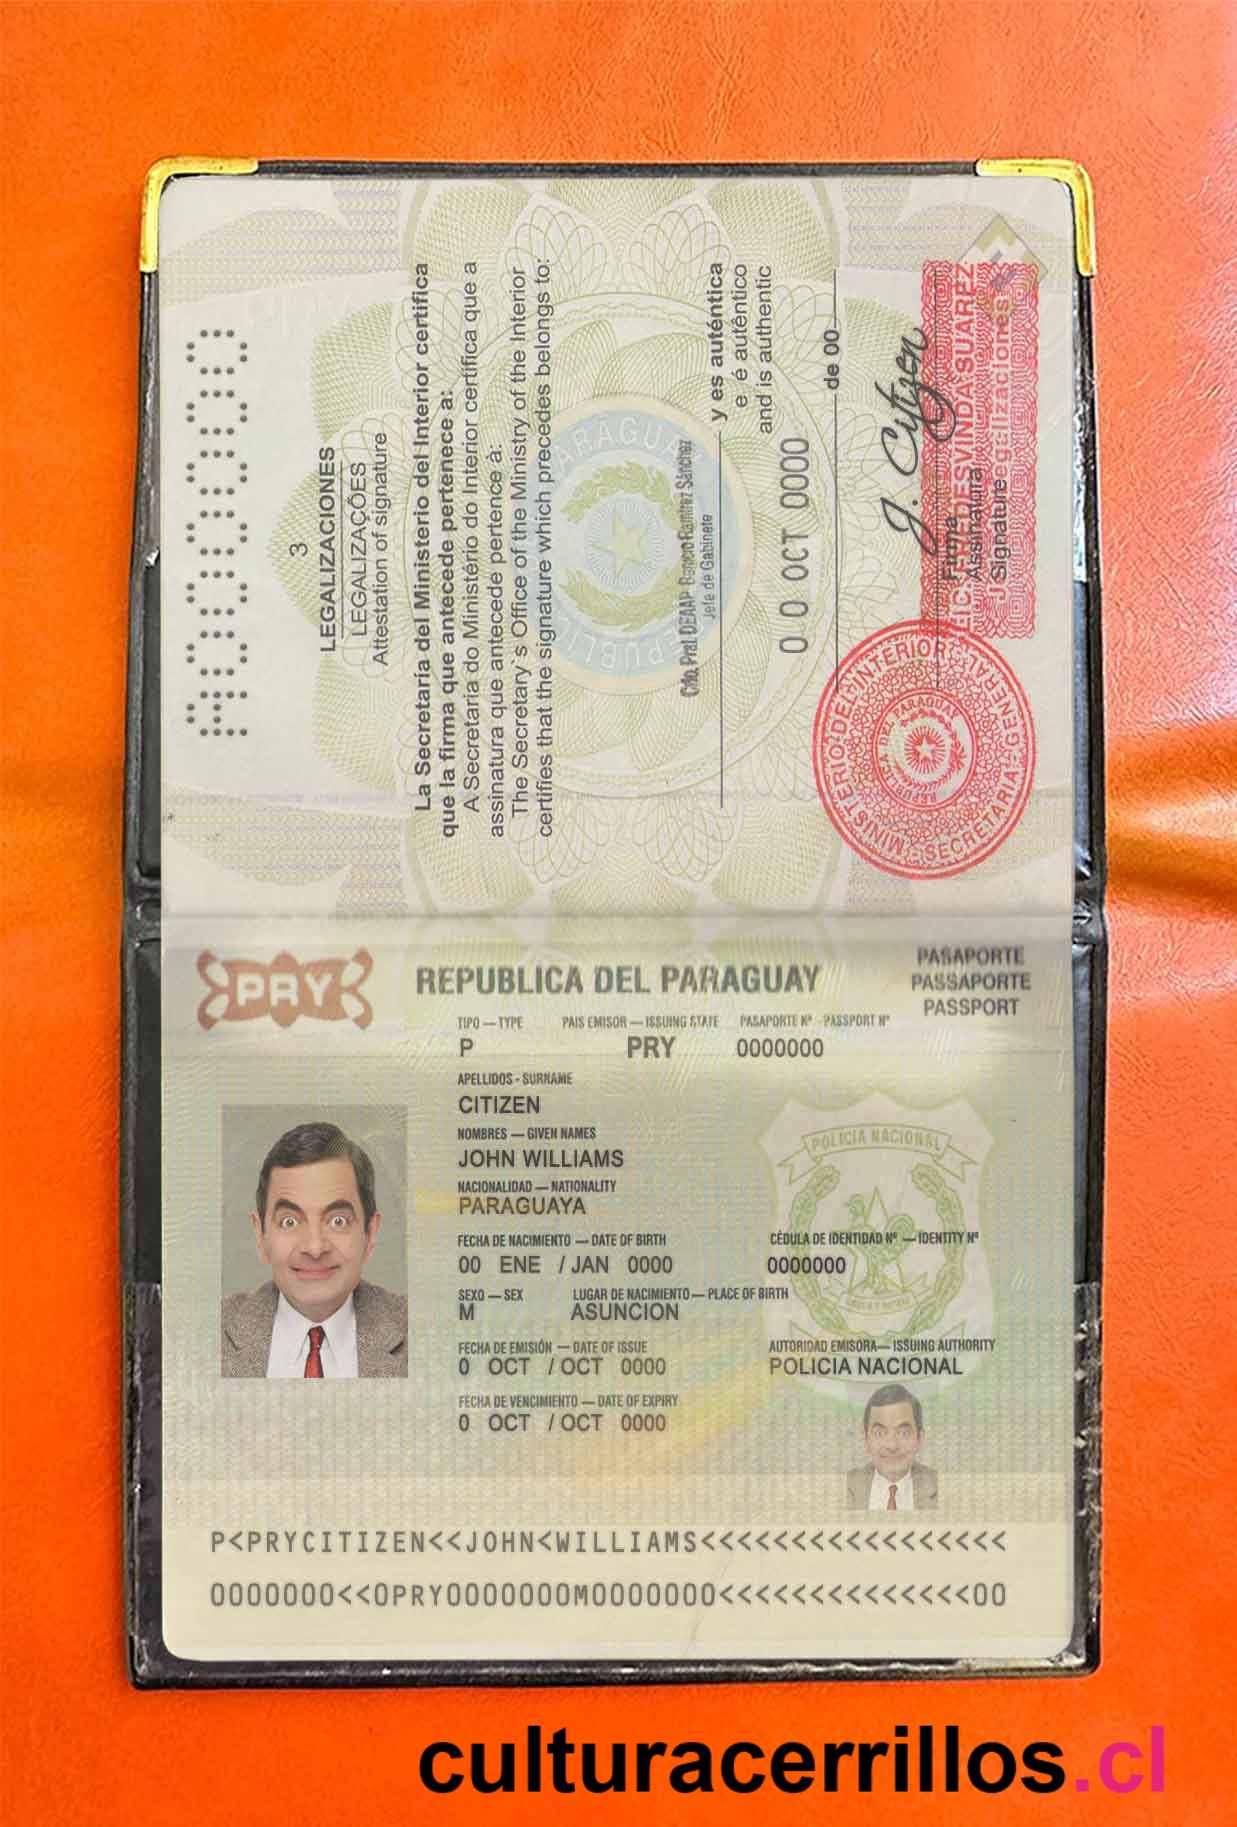 A0000000
3
LEGALIZACIONES
LEGALIZAÇÕES
Attestation of signature
La Secretaría del Ministerio del Interior certifica
que la firma que antecede pertenece a:
A Secretaria do Ministério do Interior certifica que a
assinatura que antecede pertence à:
The Secretary`s Office of the Ministry of the Interior
certifies that the signature which precedes belongs to:
REPUBLICA DEL PARAGUAY
Crio. Pral. DEAAP Ramírez Sánchez
Jefe de Gabinete
y es auténtica
e é autêntico
and is authentic
0 0 OCT 0000
de 00
J. Citizen
Firma
Assinatura
Signature
DESVINDA SUAREZ
Legalizaciones
MINISTERIO DEL INTERIOR
SECRETARIA GENERAL
REPUBLICA DEL PARAGUAY
PRY
REPUBLICA DEL PARAGUAY
PASAPORTE
PASSAPORTE
PASSPORT
TIPO — TYPE PAIS EMISOR — ISSUING STATE PASAPORTE Nº - PASSPORT Nº
P PRY 0000000
APELLIDOS - SURNAME
CITIZEN
NOMBRES — GIVEN NAMES
JOHN WILLIAMS
NACIONALIDAD — NATIONALITY
PARAGUAYA
POLICIA NACIONAL
FECHA DE NACIMIENTO — DATE OF BIRTH CÉDULA DE IDENTIDAD Nº — IDENTITY Nº
00 ENE / JAN 0000 0000000
SEXO — SEX LUGAR DE NACIMIENTO — PLACE OF BIRTH
M ASUNCION
FECHA DE EMISIÓN — DATE OF ISSUE AUTORIDAD EMISORA— ISSUING AUTHORITY
0 OCT / OCT 0000 POLICIA NACIONAL
FECHA DE VENCIMIENTO — DATE OF EXPIRY
0 OCT / OCT 0000
P<PRYCITIZEN<<JOHN<WILLIAMS<<<<<<<<<<<<<<<<<
0000000<<0PRY0000000M0000000<<<<<<<<<<<<<<00
culturacerrillos.cl